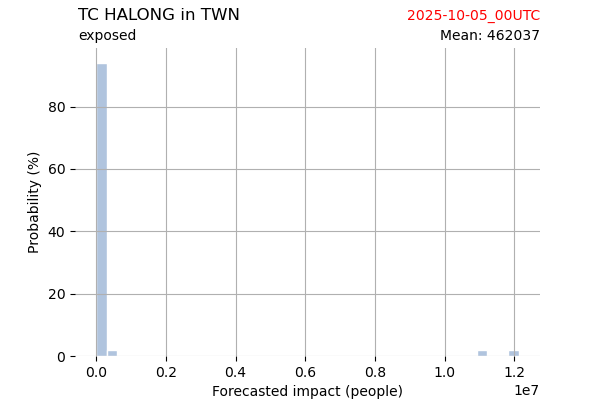 TC HALONG in TWN
2025-10-05_00UTC
exposed
Mean: 462037
Probability (%)
80
60
40
20
0
0.0 0.2 0.4 0.6 0.8 1.0 1.2
1e7
Forecasted impact (people)